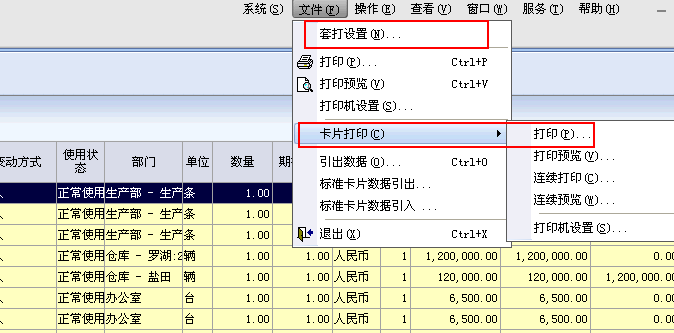 系统(S) 文件(F) 操作(E) 查看(V) 窗口(W) 服务(T) 帮助(H)
套打设置(N)...
打印(P)... Ctrl+P
打印预览(V) Ctrl+V
打印机设置(S)...
卡片打印(C)
引出数据(O)... Ctrl+O
标准卡片数据引出...
标准卡片数据引入 ...
退出(X) Ctrl+X
打印(P)...
打印预览(V)...
连续打印(C)...
连续预览(W)...
打印机设置(S)...
变动方式 使用状态 部门 单位 数量 期
正常使用 生产部 - 生产 条 1.00
正常使用 生产部 - 生产 条 1.00
正常使用 生产部 - 生产 条 1.00
正常使用 仓库 - 罗湖:2 辆 1.00 1.00 人民币 1 1,200,000.00 1,200,000.00 0.00
正常使用 仓库 - 盐田 辆 1.00 1.00 人民币 1 120,000.00 120,000.00 1,200,000.00
正常使用 办公室 台 1.00 1.00 人民币 1 6,500.00 6,500.00 0.00
正常使用 办公室 台 1.00 1.00 人民币 1 6,500.00 6,500.00 0.00